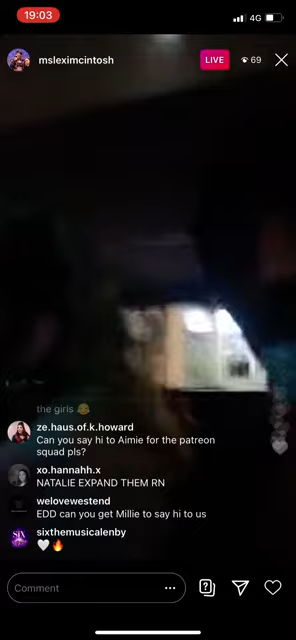 19:03
4G
msleximcintosh
LIVE
69
the girls 😂
ze.haus.of.k.howard
Can you say hi to Aimie for the patreon
squad pls?
xo.hannahh.x
NATALIE EXPAND THEM RN
welovewestend
EDD can you get Millie to say hi to us
sixthemusicalenby
🤍🔥
Comment